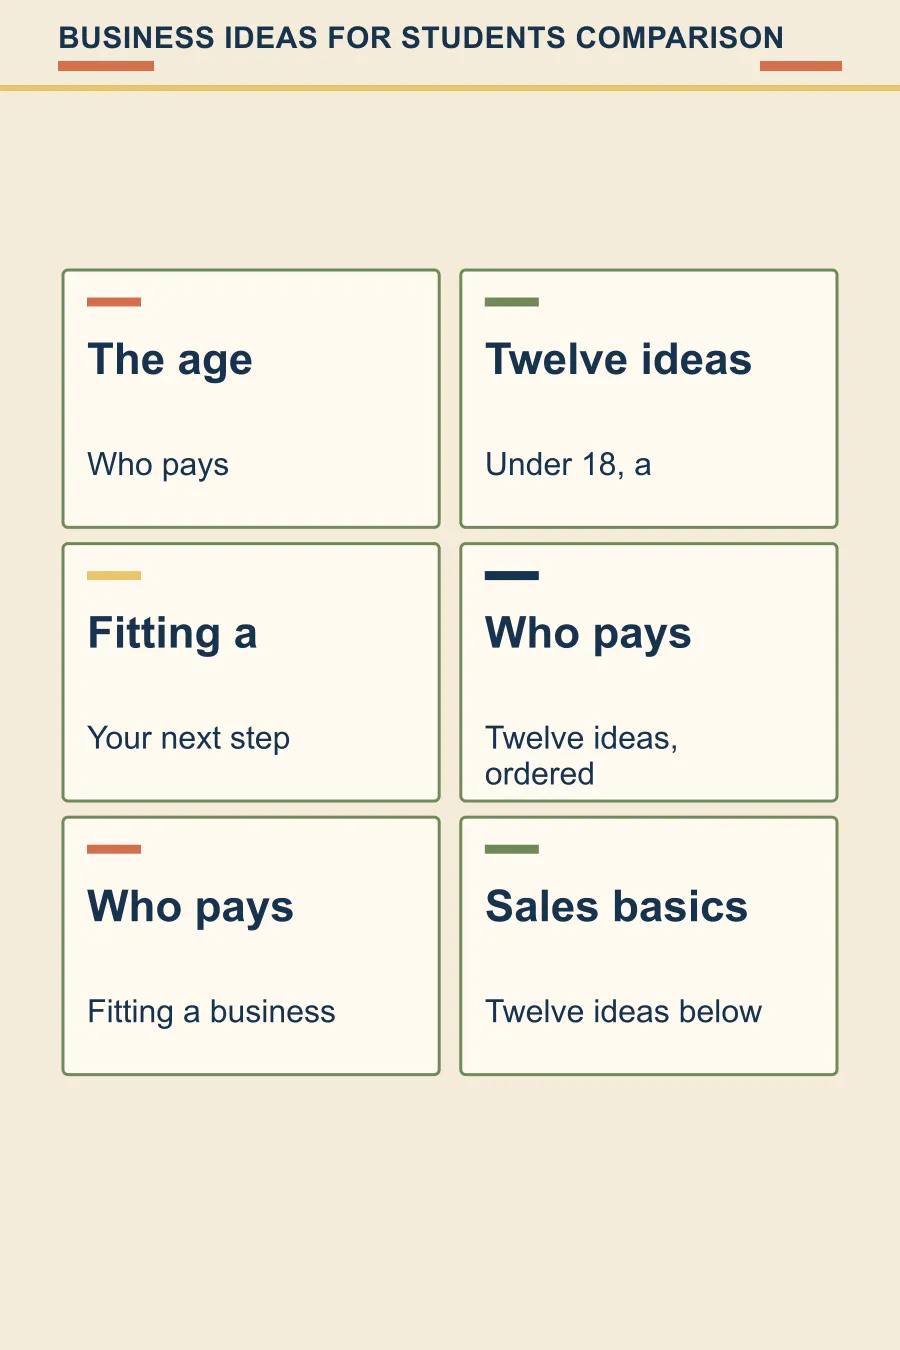 BUSINESS IDEAS FOR STUDENTS COMPARISON
The age
Who pays
Twelve ideas
Under 18, a
Fitting a
Your next step
Who pays
Twelve ideas,
ordered
Who pays
Fitting a business
Sales basics
Twelve ideas below